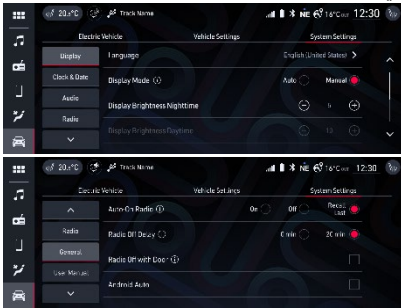 20.5°C Track Name NE 16°C 12:30
Electric Vehicle Vehicle Settings System Settings
Display Language English (United States)
Clock & Date Display Mode Auto Manual
Audio Display Brightness Nighttime
Radio Display Brightness Daytime
20.5°C Track Name NE 16°C 12:30
Electric Vehicle Vehicle Settings System Settings
Auto-On Radio On Off Recall Last
Radio Radio Off Delay 0 min 20 min
General Radio Off with Door
User Manual Android Auto